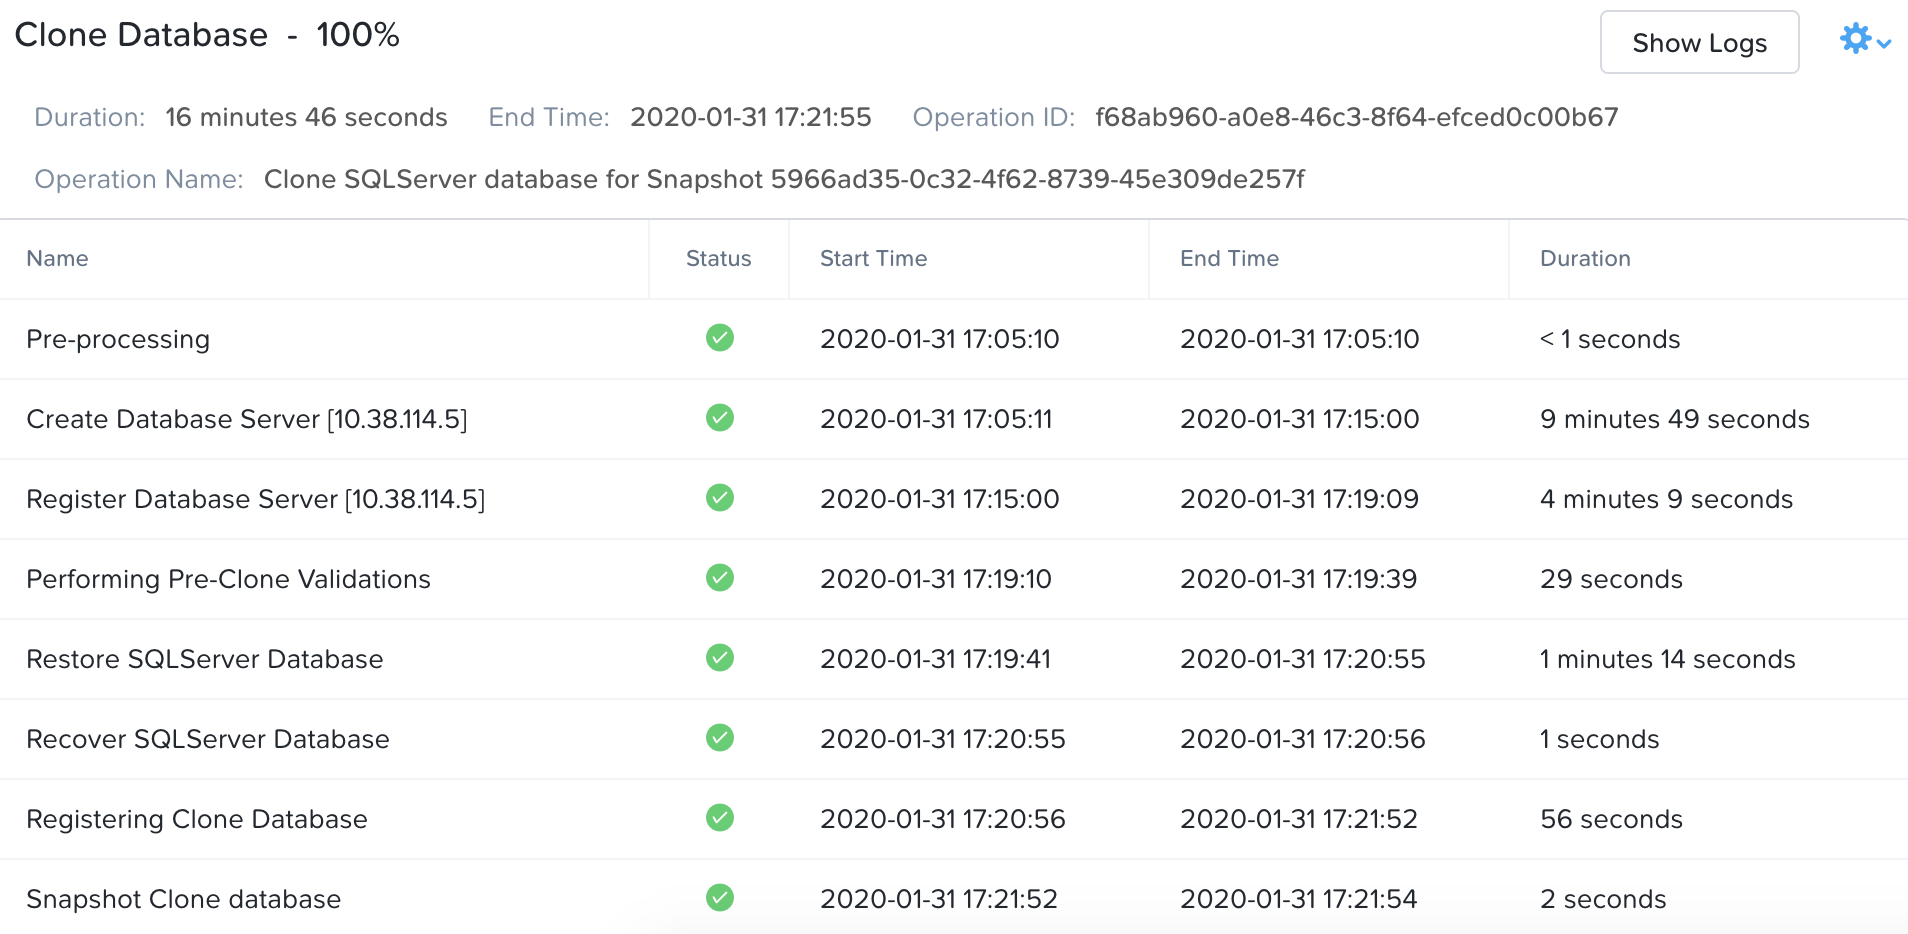 Clone Database - 100%
Show Logs
Duration: 16 minutes 46 seconds End Time: 2020-01-31 17:21:55 Operation ID: f68ab960-a0e8-46c3-8f64-efced0c00b67
Operation Name: Clone SQLServer database for Snapshot 5966ad35-0c32-4f62-8739-45e309de257f
Name Status Start Time End Time Duration
Pre-processing 2020-01-31 17:05:10 2020-01-31 17:05:10 < 1 seconds
Create Database Server [10.38.114.5] 2020-01-31 17:05:11 2020-01-31 17:15:00 9 minutes 49 seconds
Register Database Server [10.38.114.5] 2020-01-31 17:15:00 2020-01-31 17:19:09 4 minutes 9 seconds
Performing Pre-Clone Validations 2020-01-31 17:19:10 2020-01-31 17:19:39 29 seconds
Restore SQLServer Database 2020-01-31 17:19:41 2020-01-31 17:20:55 1 minutes 14 seconds
Recover SQLServer Database 2020-01-31 17:20:55 2020-01-31 17:20:56 1 seconds
Registering Clone Database 2020-01-31 17:20:56 2020-01-31 17:21:52 56 seconds
Snapshot Clone database 2020-01-31 17:21:52 2020-01-31 17:21:54 2 seconds